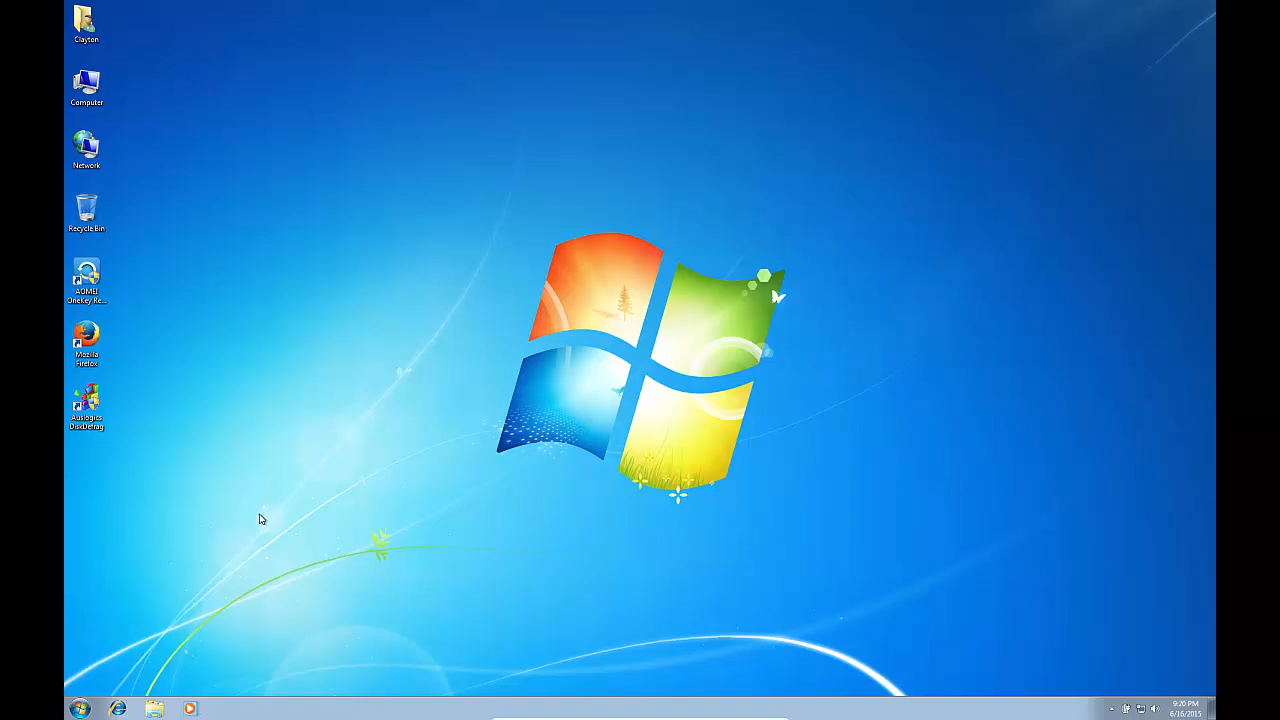 Clayton
Computer
Network
Recycle Bin
AOMEI
OneKey Re...
Mozilla
Firefox
Auslogics
DiskDefrag
9:20 PM
6/16/2015